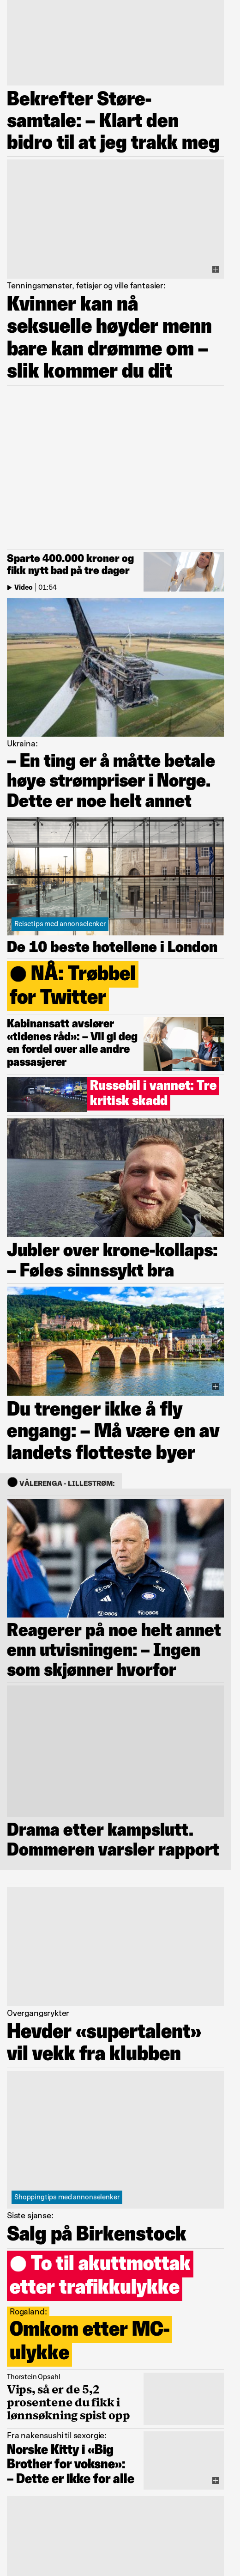 Bekrefter Støre-
samtale: – Klart den
bidro til at jeg trakk meg
Tenningsmønster, fetisjer og ville fantasier:
Kvinner kan nå
seksuelle høyder menn
bare kan drømme om –
slik kommer du dit
Sparte 400.000 kroner og
fikk nytt bad på tre dager
Video | 01:54
Ukraina:
– En ting er å måtte betale
høye strømpriser i Norge.
Dette er noe helt annet
Reisetips med annonselenker
De 10 beste hotellene i London
NÅ: Trøbbel
for Twitter
Kabinansatt avslører
«tidenes råd»: – Vil gi deg
en fordel over alle andre
passasjerer
Russebil i vannet: Tre
kritisk skadd
Jubler over krone-kollaps:
– Føles sinnssykt bra
Du trenger ikke å fly
engang: – Må være en av
landets flotteste byer
VÅLERENGA - LILLESTRØM:
OBOS
OBOS
Reagerer på noe helt annet
enn utvisningen: – Ingen
som skjønner hvorfor
Drama etter kampslutt.
Dommeren varsler rapport
Overgangsrykter
Hevder «supertalent»
vil vekk fra klubben
Shoppingtips med annonselenker
Siste sjanse:
Salg på Birkenstock
To til akuttmottak
etter trafikkulykke
Rogaland:
Omkom etter MC-
ulykke
Thorstein Opsahl
Vips, så er de 5,2
prosentene du fikk i
lønnsøkning spist opp
Fra nakensushi til sexorgie:
Norske Kitty i «Big
Brother for voksne»:
– Dette er ikke for alle